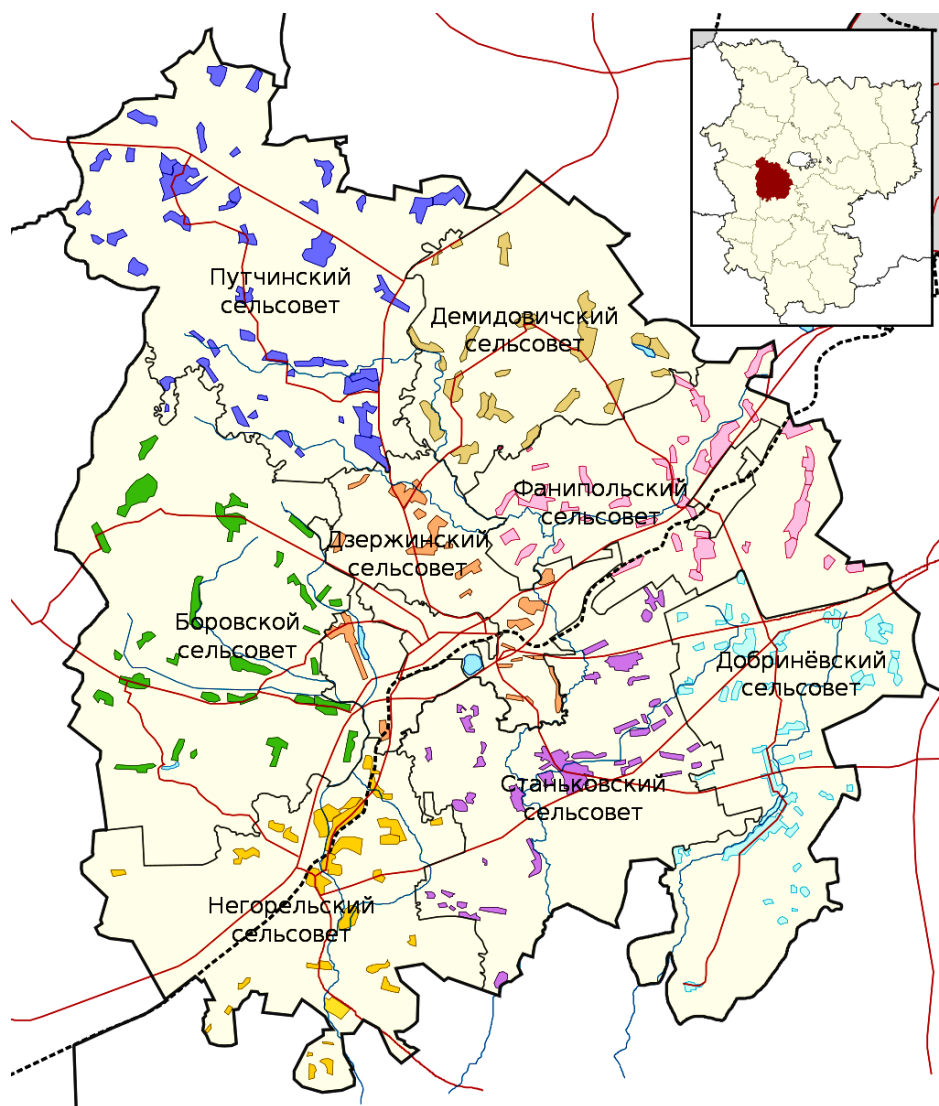 Путчинский
сельсовет
Демидовичский
сельсовет
Фанипольский
сельсовет
Дзержинский
сельсовет
Боровской
сельсовет
Добринёвский
сельсовет
Станьковский
сельсовет
Негорельский
сельсовет